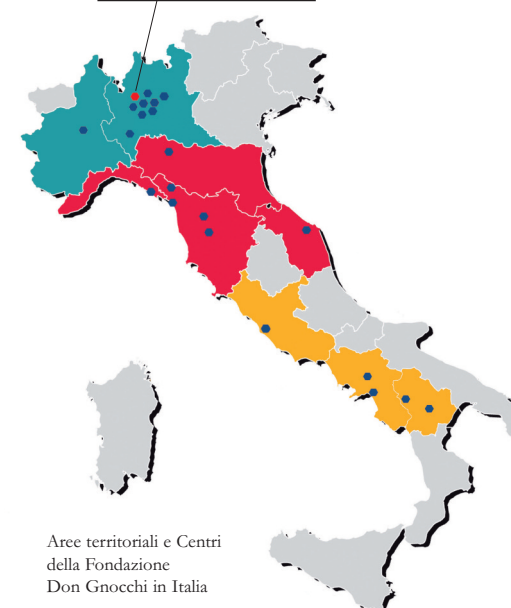 Aree territoriali e Centri
della Fondazione
Don Gnocchi in Italia